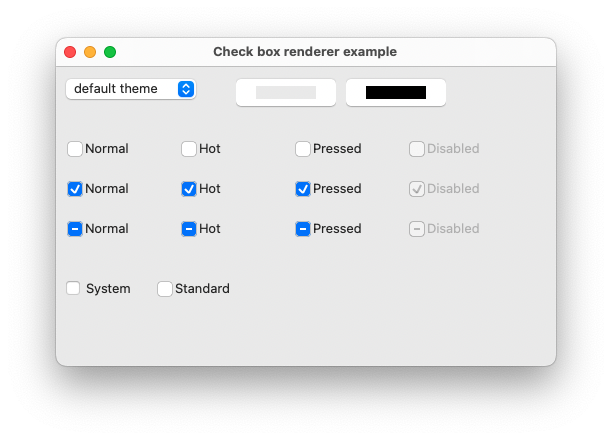 Check box renderer example
default theme
Normal Hot Pressed Disabled
Normal Hot Pressed Disabled
Normal Hot Pressed Disabled
System Standard